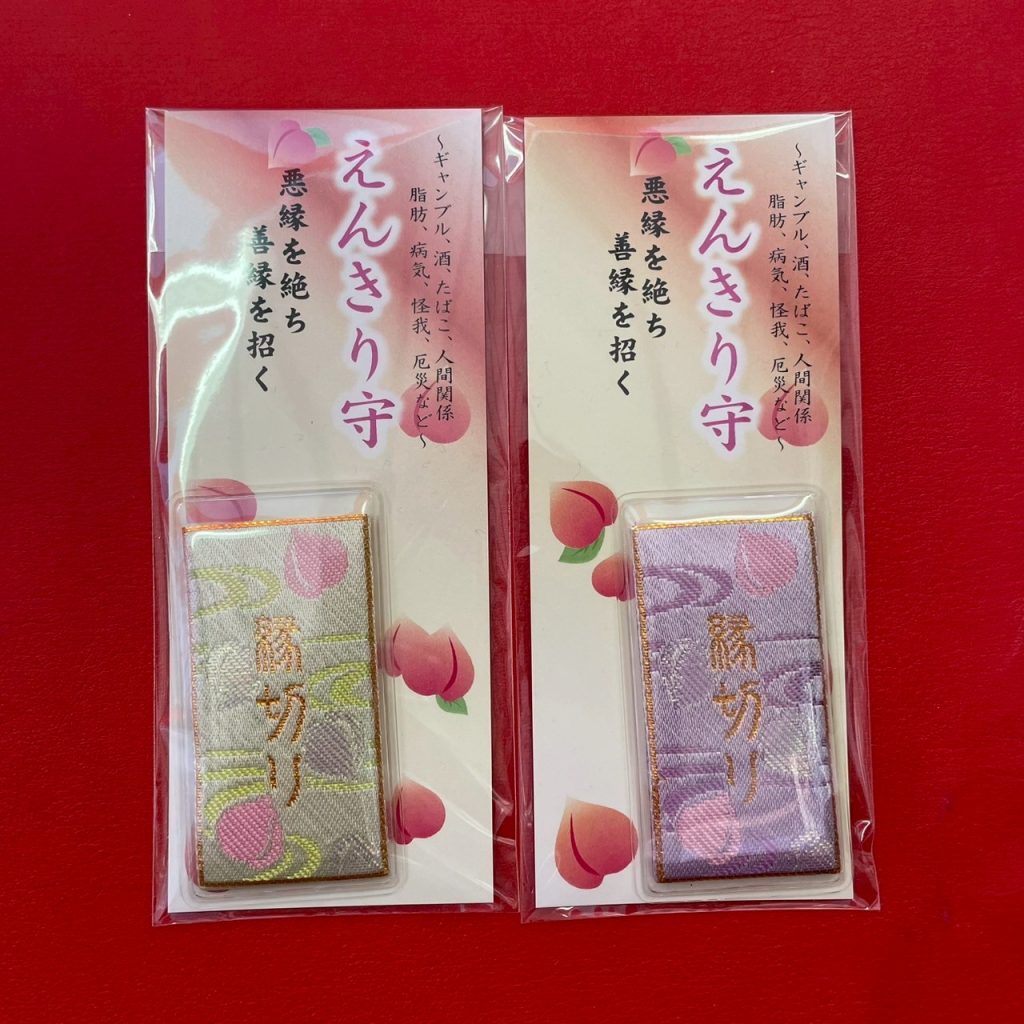 ~ギャンブル、酒、たばこ、人間関係
脂肪、病気、怪我、厄災など~
えんきり守
悪縁を絶ち
善縁を招く
縁切り
~ギャンブル、酒、たばこ、人間関係
脂肪、病気、怪我、厄災など~
えんきり守
悪縁を絶ち
善縁を招く
縁切り